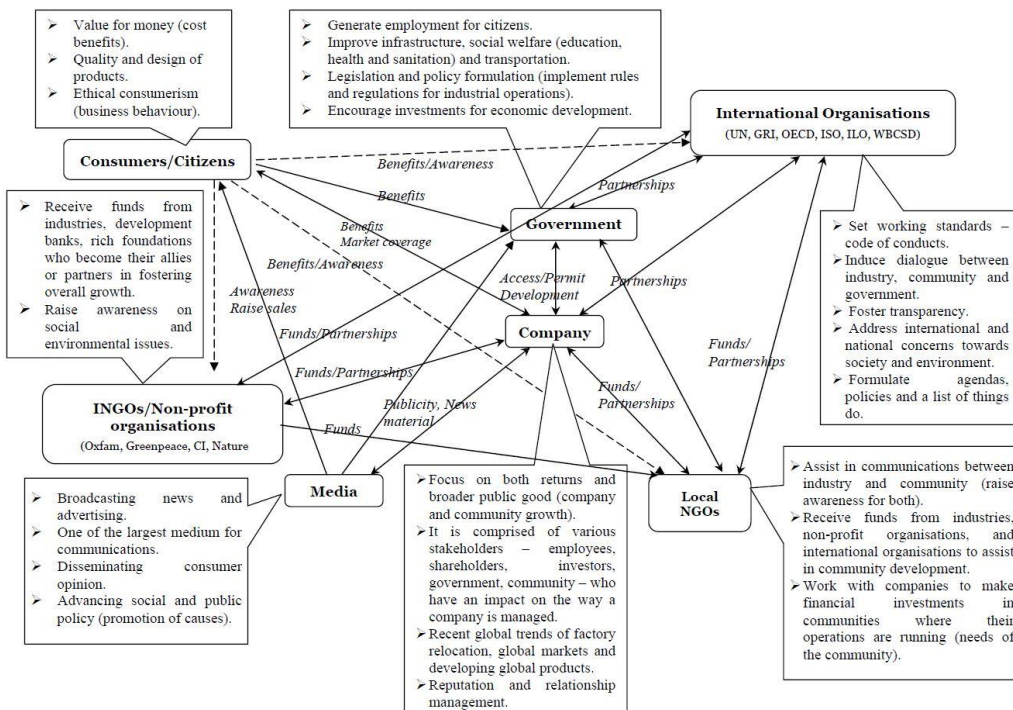 ➢ Value for money (cost
benefits).
➢ Quality and design of
products.
➢ Ethical consumerism
(business behaviour).
➢ Generate employment for citizens.
➢ Improve infrastructure, social welfare (education,
health and sanitation) and transportation.
➢ Legislation and policy formulation (implement rules
and regulations for industrial operations).
➢ Encourage investments for economic development.
International Organisations
(UN, GRI, OECD, ISO, ILO, WBCSD)
Consumers/Citizens
Benefits/Awareness
Partnerships
Benefits
➢ Receive funds from
industries, development
banks, rich foundations
who become their allies
or partners in fostering
overall growth.
➢ Raise awareness on
social and
environmental issues.
Government
Benefits
Market coverage
Benefits/Awareness
Access/Permit
Development
Partnerships
➢ Set working standards –
code of conducts.
➢ Induce dialogue between
industry, community and
government.
➢ Foster transparency.
➢ Address international and
national concerns towards
society and environment.
➢ Formulate agendas,
policies and a list of things
do.
Awareness
Raise sales
Company
Funds/Partnerships
Funds/
Partnerships
Funds/Partnerships
INGOs/Non-profit
organisations
(Oxfam, Greenpeace, CI, Nature
Publicity, News
material
Funds/
Partnerships
Funds
Media
Local
NGOs
➢ Broadcasting news and
advertising.
➢ One of the largest medium for
communications.
➢ Disseminating consumer
opinion.
➢ Advancing social and public
policy (promotion of causes).
➢ Focus on both returns and
broader public good (company
and community growth).
➢ It is comprised of various
stakeholders – employees,
shareholders, investors,
government, community – who
have an impact on the way a
company is managed.
➢ Recent global trends of factory
relocation, global markets and
developing global products.
➢ Reputation and relationship
management.
➢ Assist in communications between
industry and community (raise
awareness for both).
➢ Receive funds from industries,
non-profit organisations, and
international organisations to assist
in community development.
➢ Work with companies to make
financial investments in
communities where their
operations are running (needs of
the community).